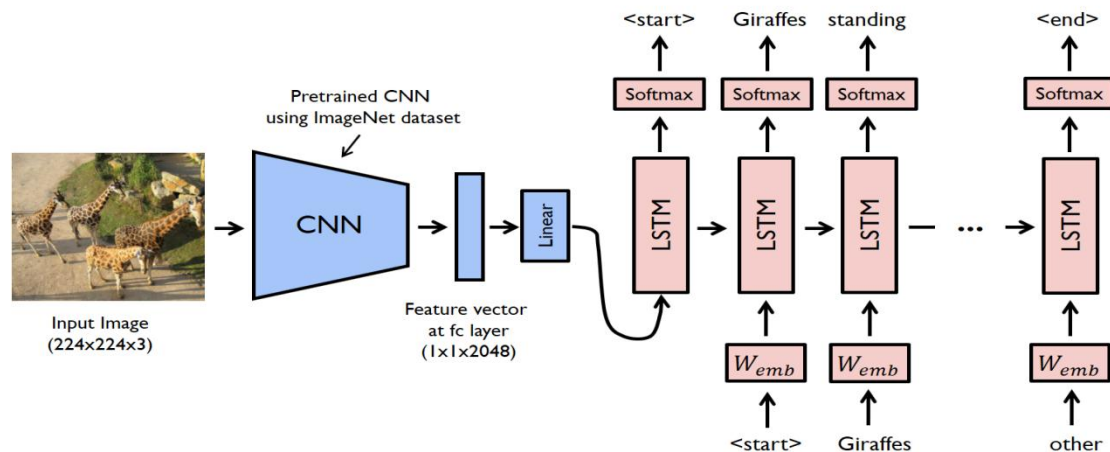 <start> Giraffes standing <end>
Softmax Softmax Softmax Softmax
Pretrained CNN
using ImageNet dataset
CNN
Linear
LSTM LSTM LSTM ... LSTM
Feature vector
at fc layer
(1x1x2048)
Input Image
(224x224x3)
W_emb W_emb W_emb
<start> Giraffes other